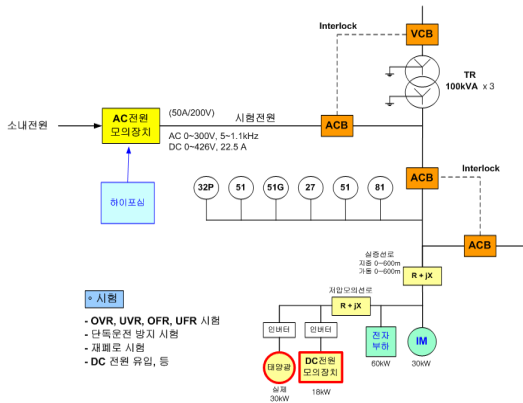 Interlock
VCB
TR
100kVA x 3
소내전원
AC전원
모의장치
(50A/200V)
시험전원
AC 0~300V, 5~1.1kHz
DC 0~426V, 22.5 A
ACB
ACB
Interlock
하이포싐
32P
51
51G
27
51
81
ACB
실증선로
지중 0~600m
가공 0~600m
R + jX
저압모의선로
R + jX
◦ 시험
- OVR, UVR, OFR, UFR 시험
- 단독운전 방지 시험
- 재폐로 시험
- DC 전원 유입, 등
인버터
인버터
태양광
DC전원
모의장치
전자
부하
IM
실제
30kW
18kW
60kW
30kW